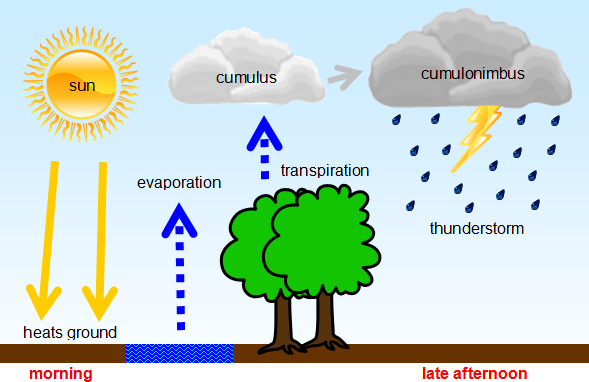 sun
cumulus
cumulonimbus
evaporation
transpiration
thunderstorm
heats ground
morning
late afternoon